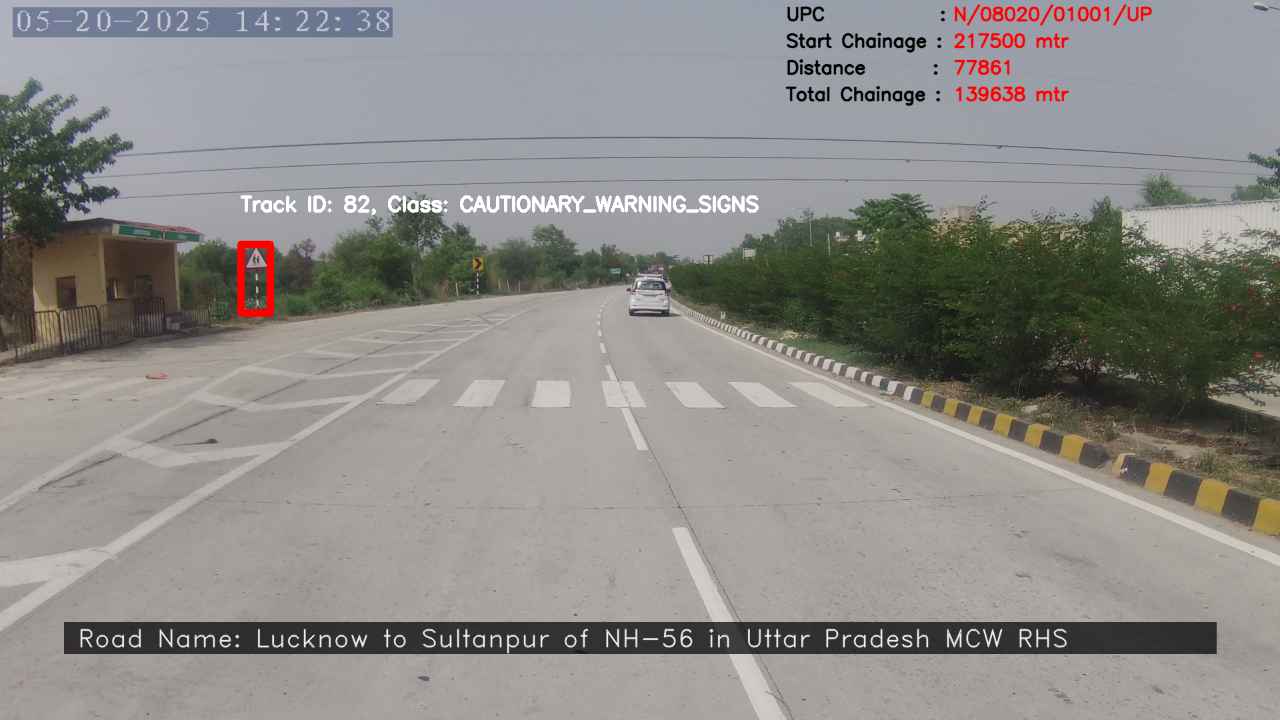 05-20-2025 14:22:38
UPC : N/08020/01001/UP
Start Chainage : 217500 mtr
Distance : 77861
Total Chainage : 139638 mtr
Track ID: 82, Class: CAUTIONARY_WARNING_SIGNS
Road Name: Lucknow to Sultanpur of NH-56 in Uttar Pradesh MCW RHS